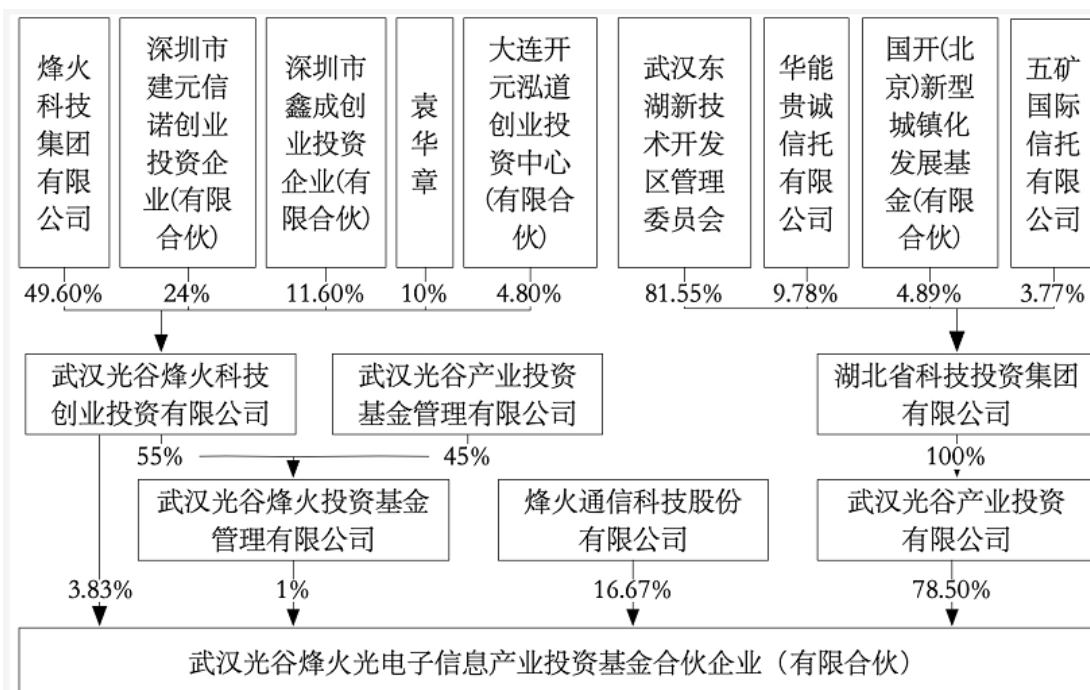 烽火
科技
集团
有限
公司
深圳市
建元信
诺创业
投资企
业(有限
合伙)
深圳市
鑫成创
业投资
企业(有
限合伙)
袁
华
章
大连开
元泓道
创业投
资中心
(有限合
伙)
武汉东
湖新技
术开发
区管理
委员会
华能
贵诚
信托
有限
公司
国开(北
京)新型
城镇化
发展基
金(有限
合伙)
五矿
国际
信托
有限
公司
49.60%
24%
11.60%
10%
4.80%
81.55%
9.78%
4.89%
3.77%
武汉光谷烽火科技
创业投资有限公司
武汉光谷产业投资
基金管理有限公司
湖北省科技投资集团
有限公司
55%
45%
100%
武汉光谷烽火投资基金
管理有限公司
烽火通信科技股份
有限公司
武汉光谷产业投资
有限公司
3.83%
1%
16.67%
78.50%
武汉光谷烽火光电子信息产业投资基金合伙企业（有限合伙）